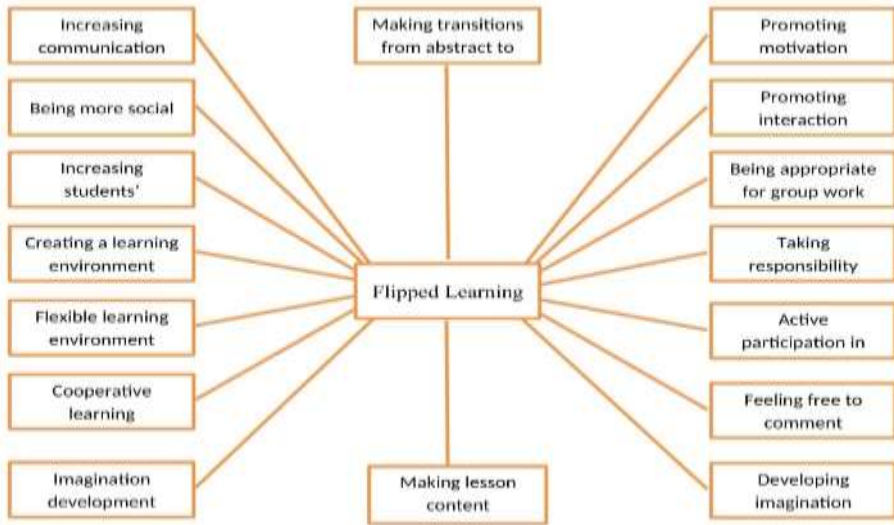 Increasing
communication
Being more social
Increasing
students'
Creating a learning
environment
Flexible learning
environment
Cooperative
learning
Imagination
development
Making transitions
from abstract to
Flipped Learning
Making lesson
content
Promoting
motivation
Promoting
interaction
Being appropriate
for group work
Taking
responsibility
Active
participation in
Feeling free to
comment
Developing
imagination